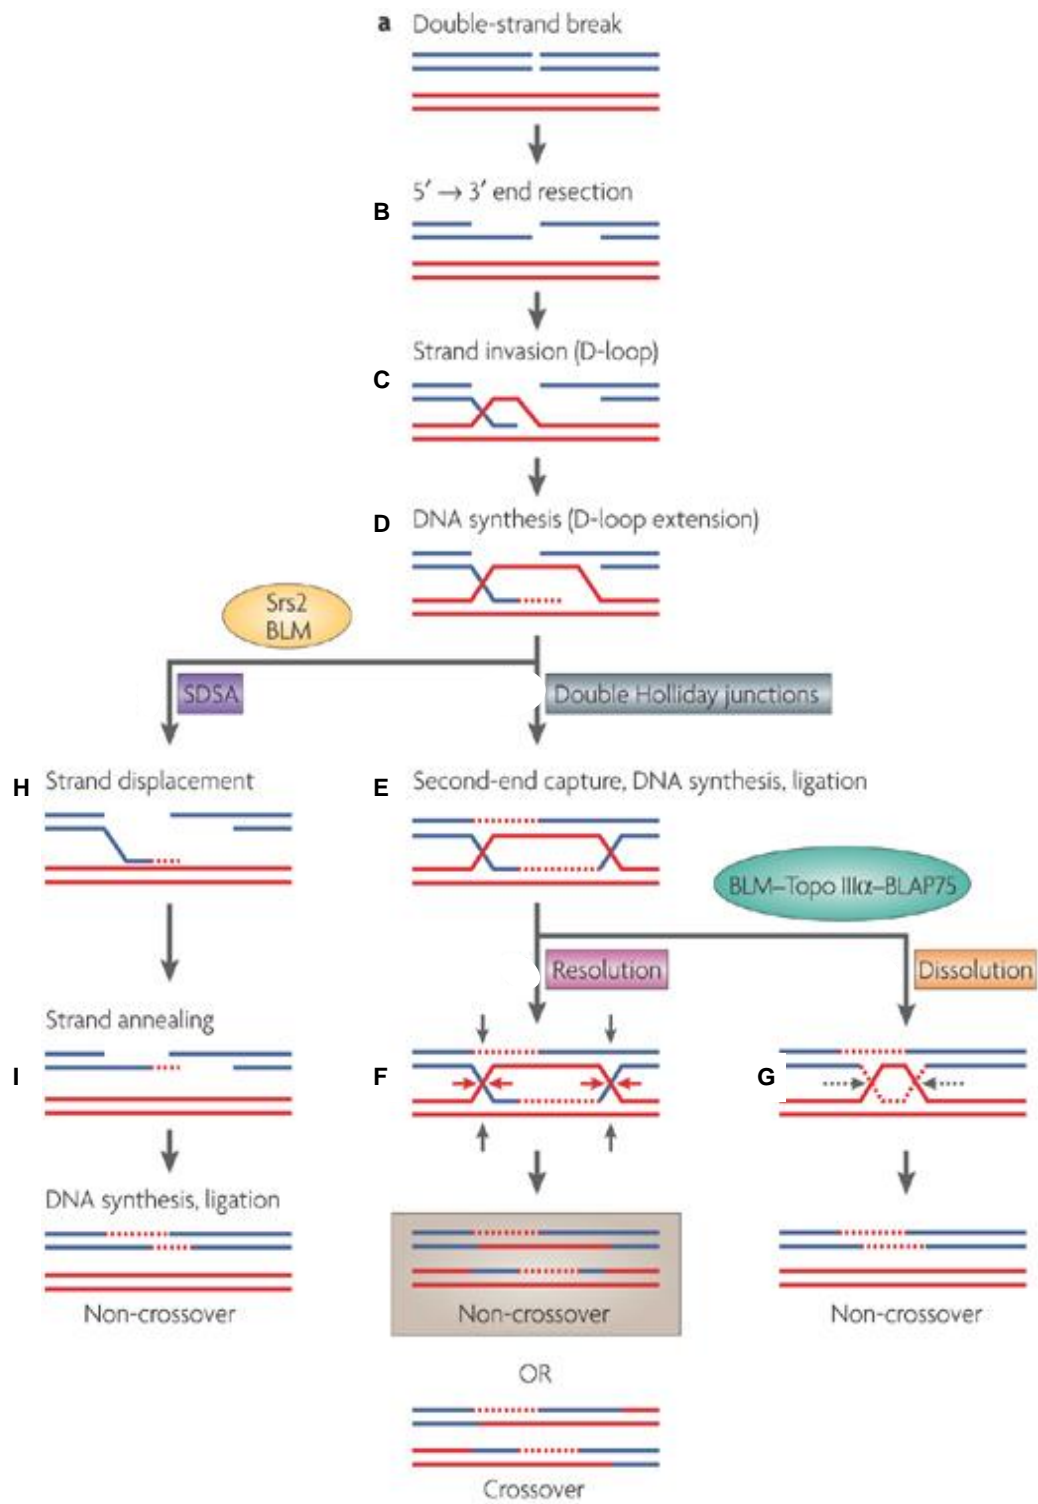 a Double-strand break
B 5′ → 3′ end resection
C Strand invasion (D-loop)
D DNA synthesis (D-loop extension)
Srs2
BLM
SDSA
Double Holliday junctions
H Strand displacement
E Second-end capture, DNA synthesis, ligation
BLM–Topo IIIα–BLAP75
Resolution
Dissolution
Strand annealing
I
F
G
DNA synthesis, ligation
Non-crossover
Non-crossover
Non-crossover
OR
Crossover